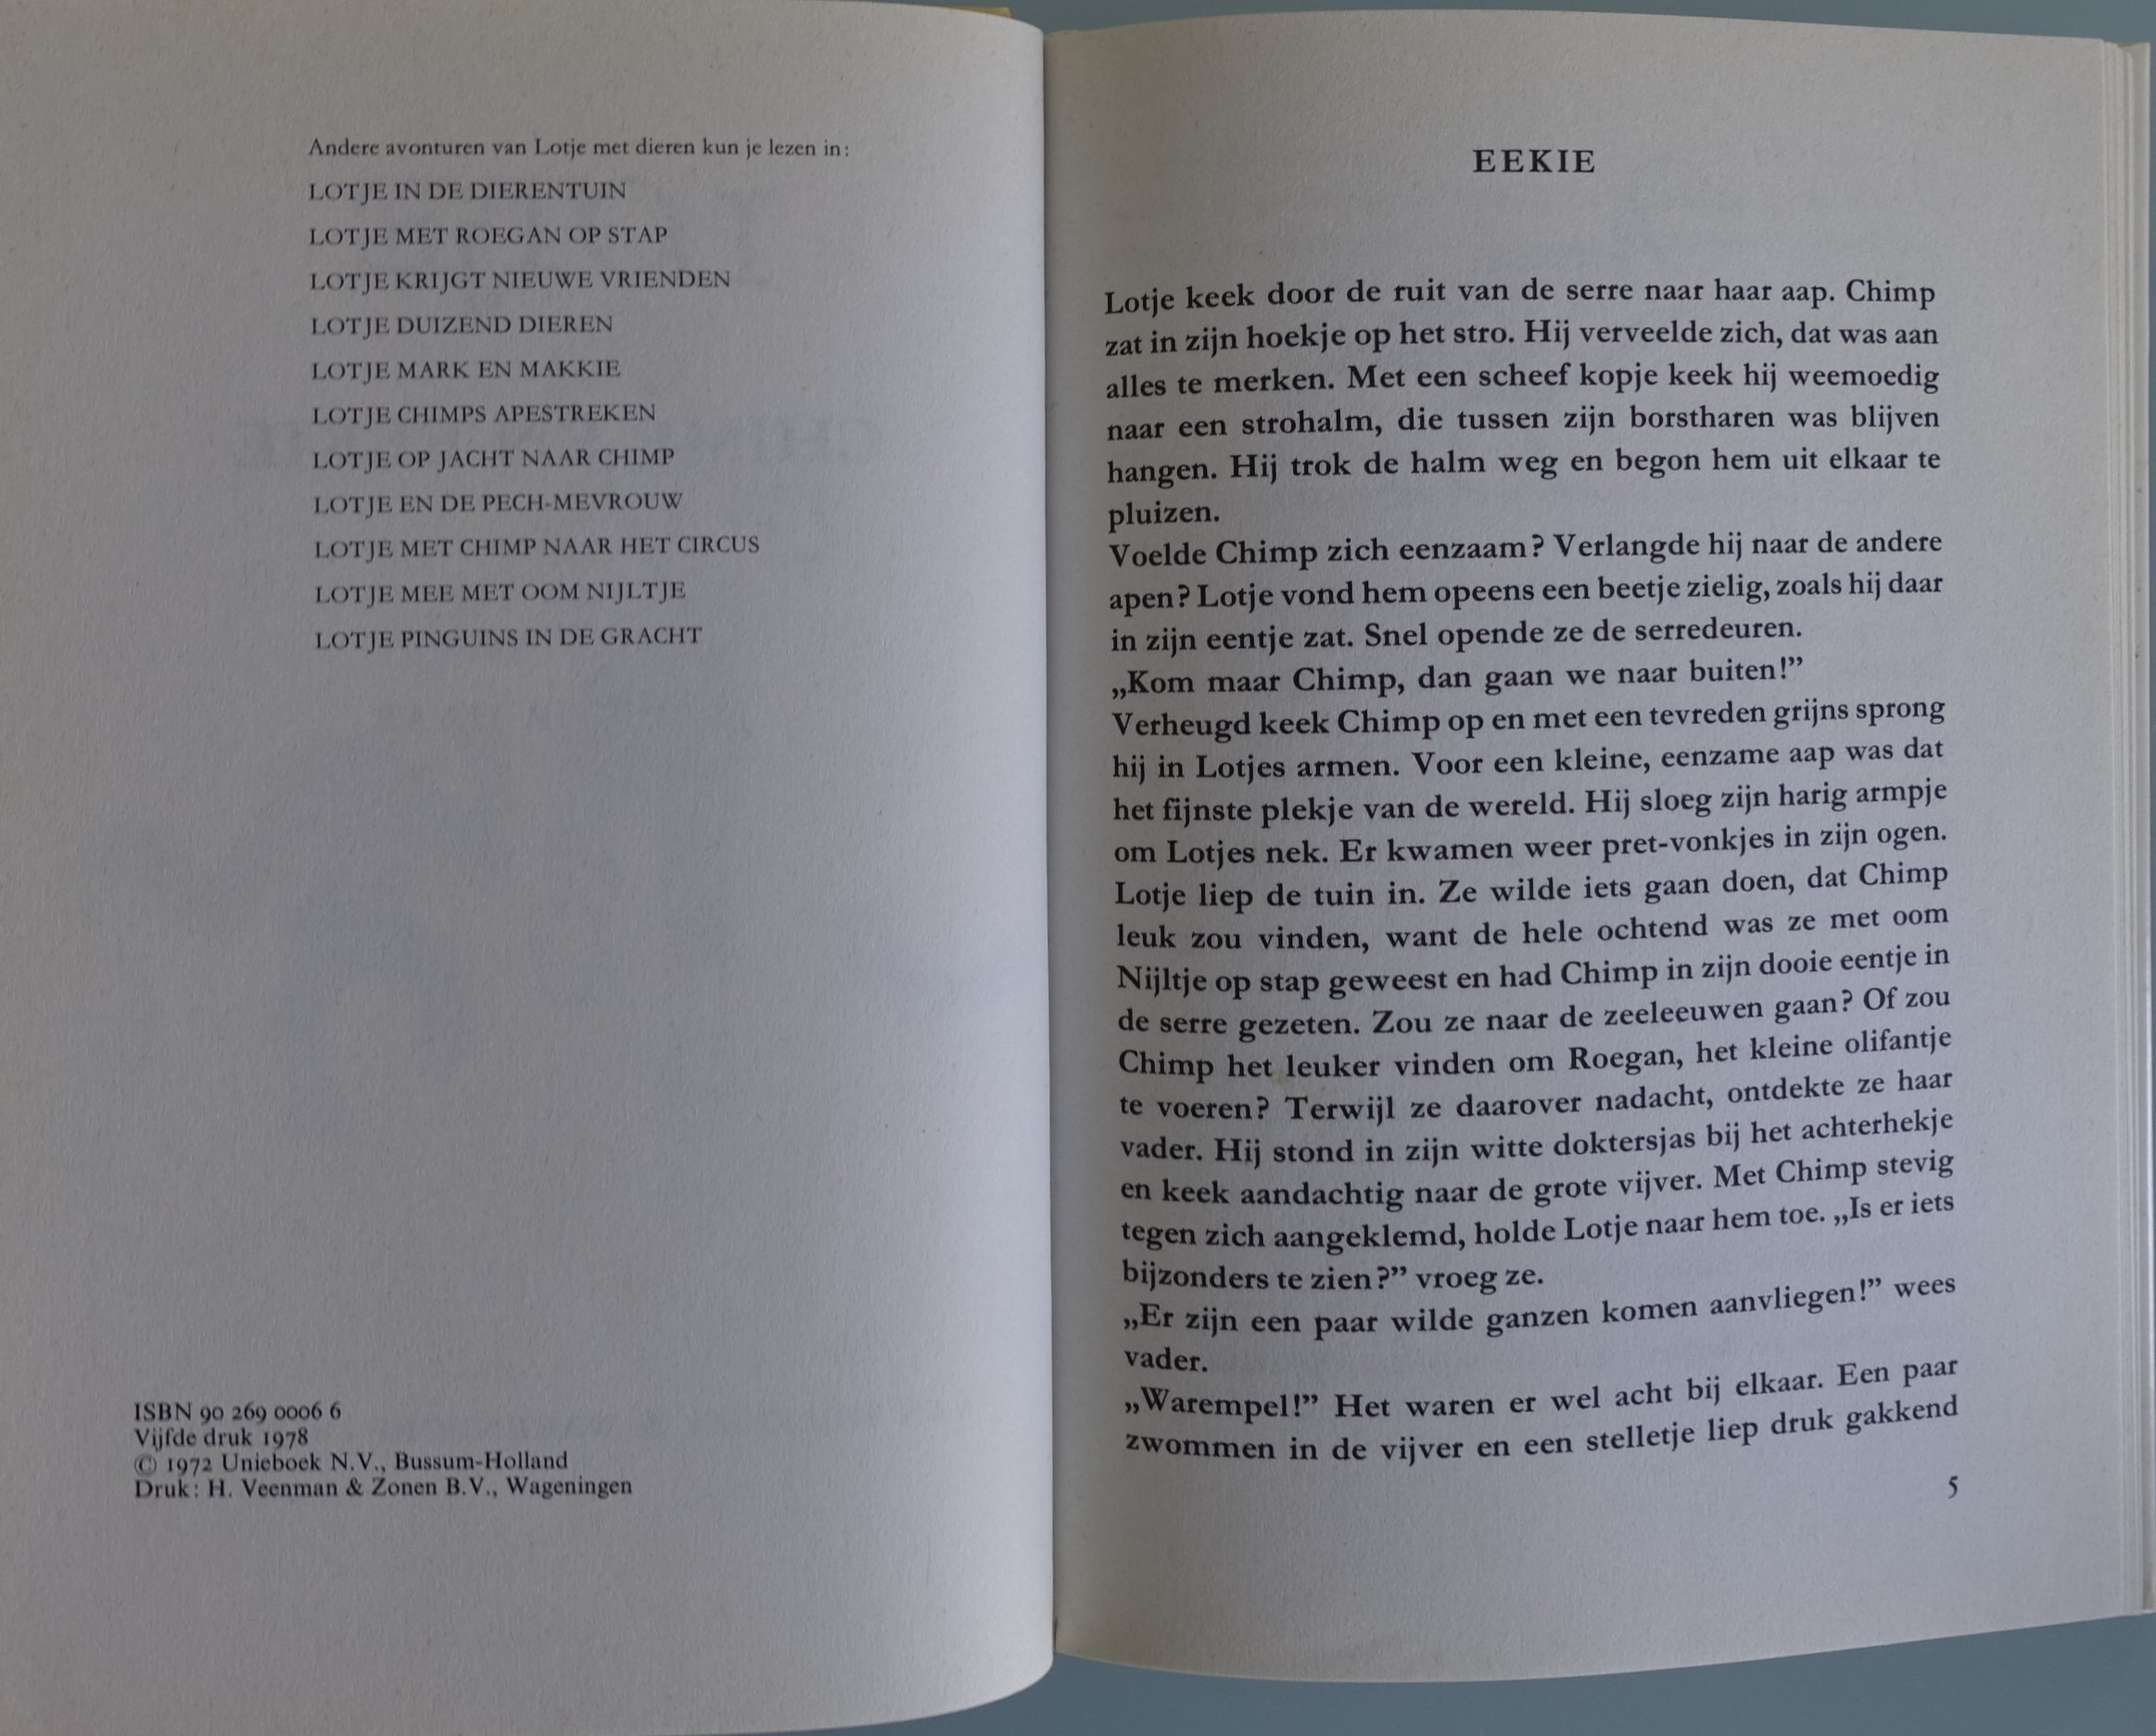 Andere avonturen van Lotje met dieren kun je lezen in:
LOTJE IN DE DIERENTUIN
LOTJE MET ROEGAN OP STAP
LOTJE KRIJGT NIEUWE VRIENDEN
LOTJE DUIZEND DIEREN
LOTJE MARK EN MAKKIE
LOTJE CHIMPS APESTREKEN
LOTJE OP JACHT NAAR CHIMP
LOTJE EN DE PECH-MEVROUW
LOTJE MET CHIMP NAAR HET CIRCUS
LOTJE MEE MET OOM NIJLTJE
LOTJE PINGUINS IN DE GRACHT
ISBN 90 269 0006 6
Vijfde druk 1978
© 1972 Unieboek N.V., Bussum-Holland
Druk: H. Veenman & Zonen B.V., Wageningen
EEKIE
Lotje keek door de ruit van de serre naar haar aap. Chimp
zat in zijn hoekje op het stro. Hij verveelde zich, dat was aan
alles te merken. Met een scheef kopje keek hij weemoedig
naar een strohalm, die tussen zijn borstharen was blijven
hangen. Hij trok de halm weg en begon hem uit elkaar te
pluizen.
Voelde Chimp zich eenzaam? Verlangde hij naar de andere
apen? Lotje vond hem opeens een beetje zielig, zoals hij daar
in zijn eentje zat. Snel opende ze de serredeuren.
„Kom maar Chimp, dan gaan we naar buiten!”
Verheugd keek Chimp op en met een tevreden grijns sprong
hij in Lotjes armen. Voor een kleine, eenzame aap was dat
het fijnste plekje van de wereld. Hij sloeg zijn harig armpje
om Lotjes nek. Er kwamen weer pret-vonkjes in zijn ogen.
Lotje liep de tuin in. Ze wilde iets gaan doen, dat Chimp
leuk zou vinden, want de hele ochtend was ze met oom
Nijltje op stap geweest en had Chimp in zijn dooie eentje in
de serre gezeten. Zou ze naar de zeeleeuwen gaan? Of zou
Chimp het leuker vinden om Roegan, het kleine olifantje
te voeren? Terwijl ze daarover nadacht, ontdekte ze haar
vader. Hij stond in zijn witte doktersjas bij het achterhekje
en keek aandachtig naar de grote vijver. Met Chimp stevig
tegen zich aangeklemd, holde Lotje naar hem toe. „Is er iets
bijzonders te zien?” vroeg ze.
„Er zijn een paar wilde ganzen komen aanvliegen!” wees
vader.
„Warempel!” Het waren er wel acht bij elkaar. Een paar
zwommen in de vijver en een stelletje liep druk gakkend
5